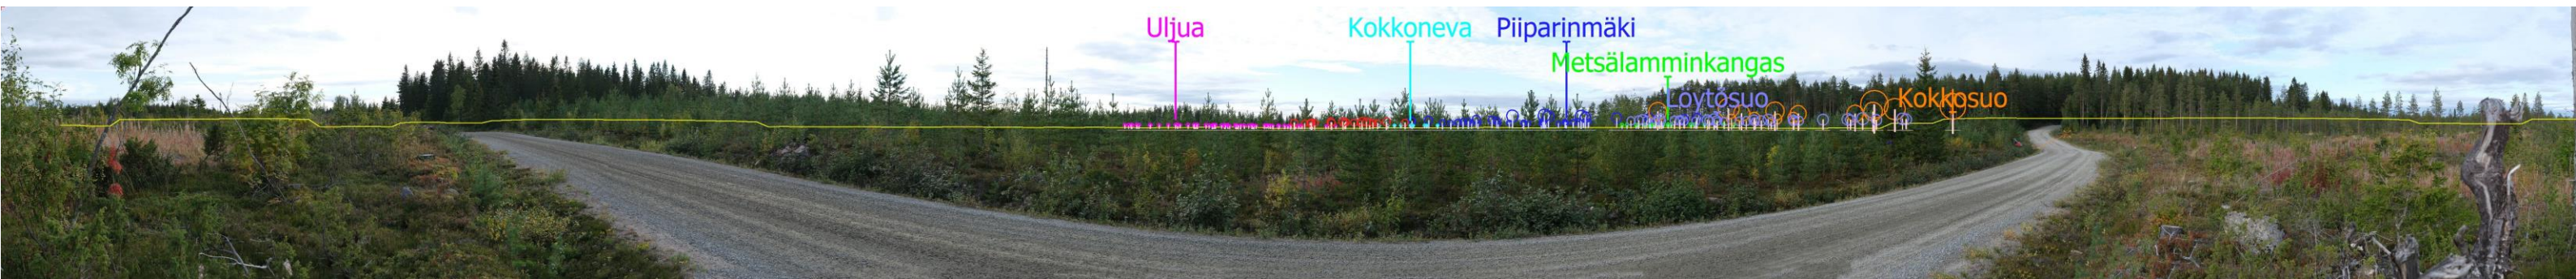 Uljua
Kokkoneva
Piiparinmäki
Metsälamminkangas
Löytösuo
Kokkosuo